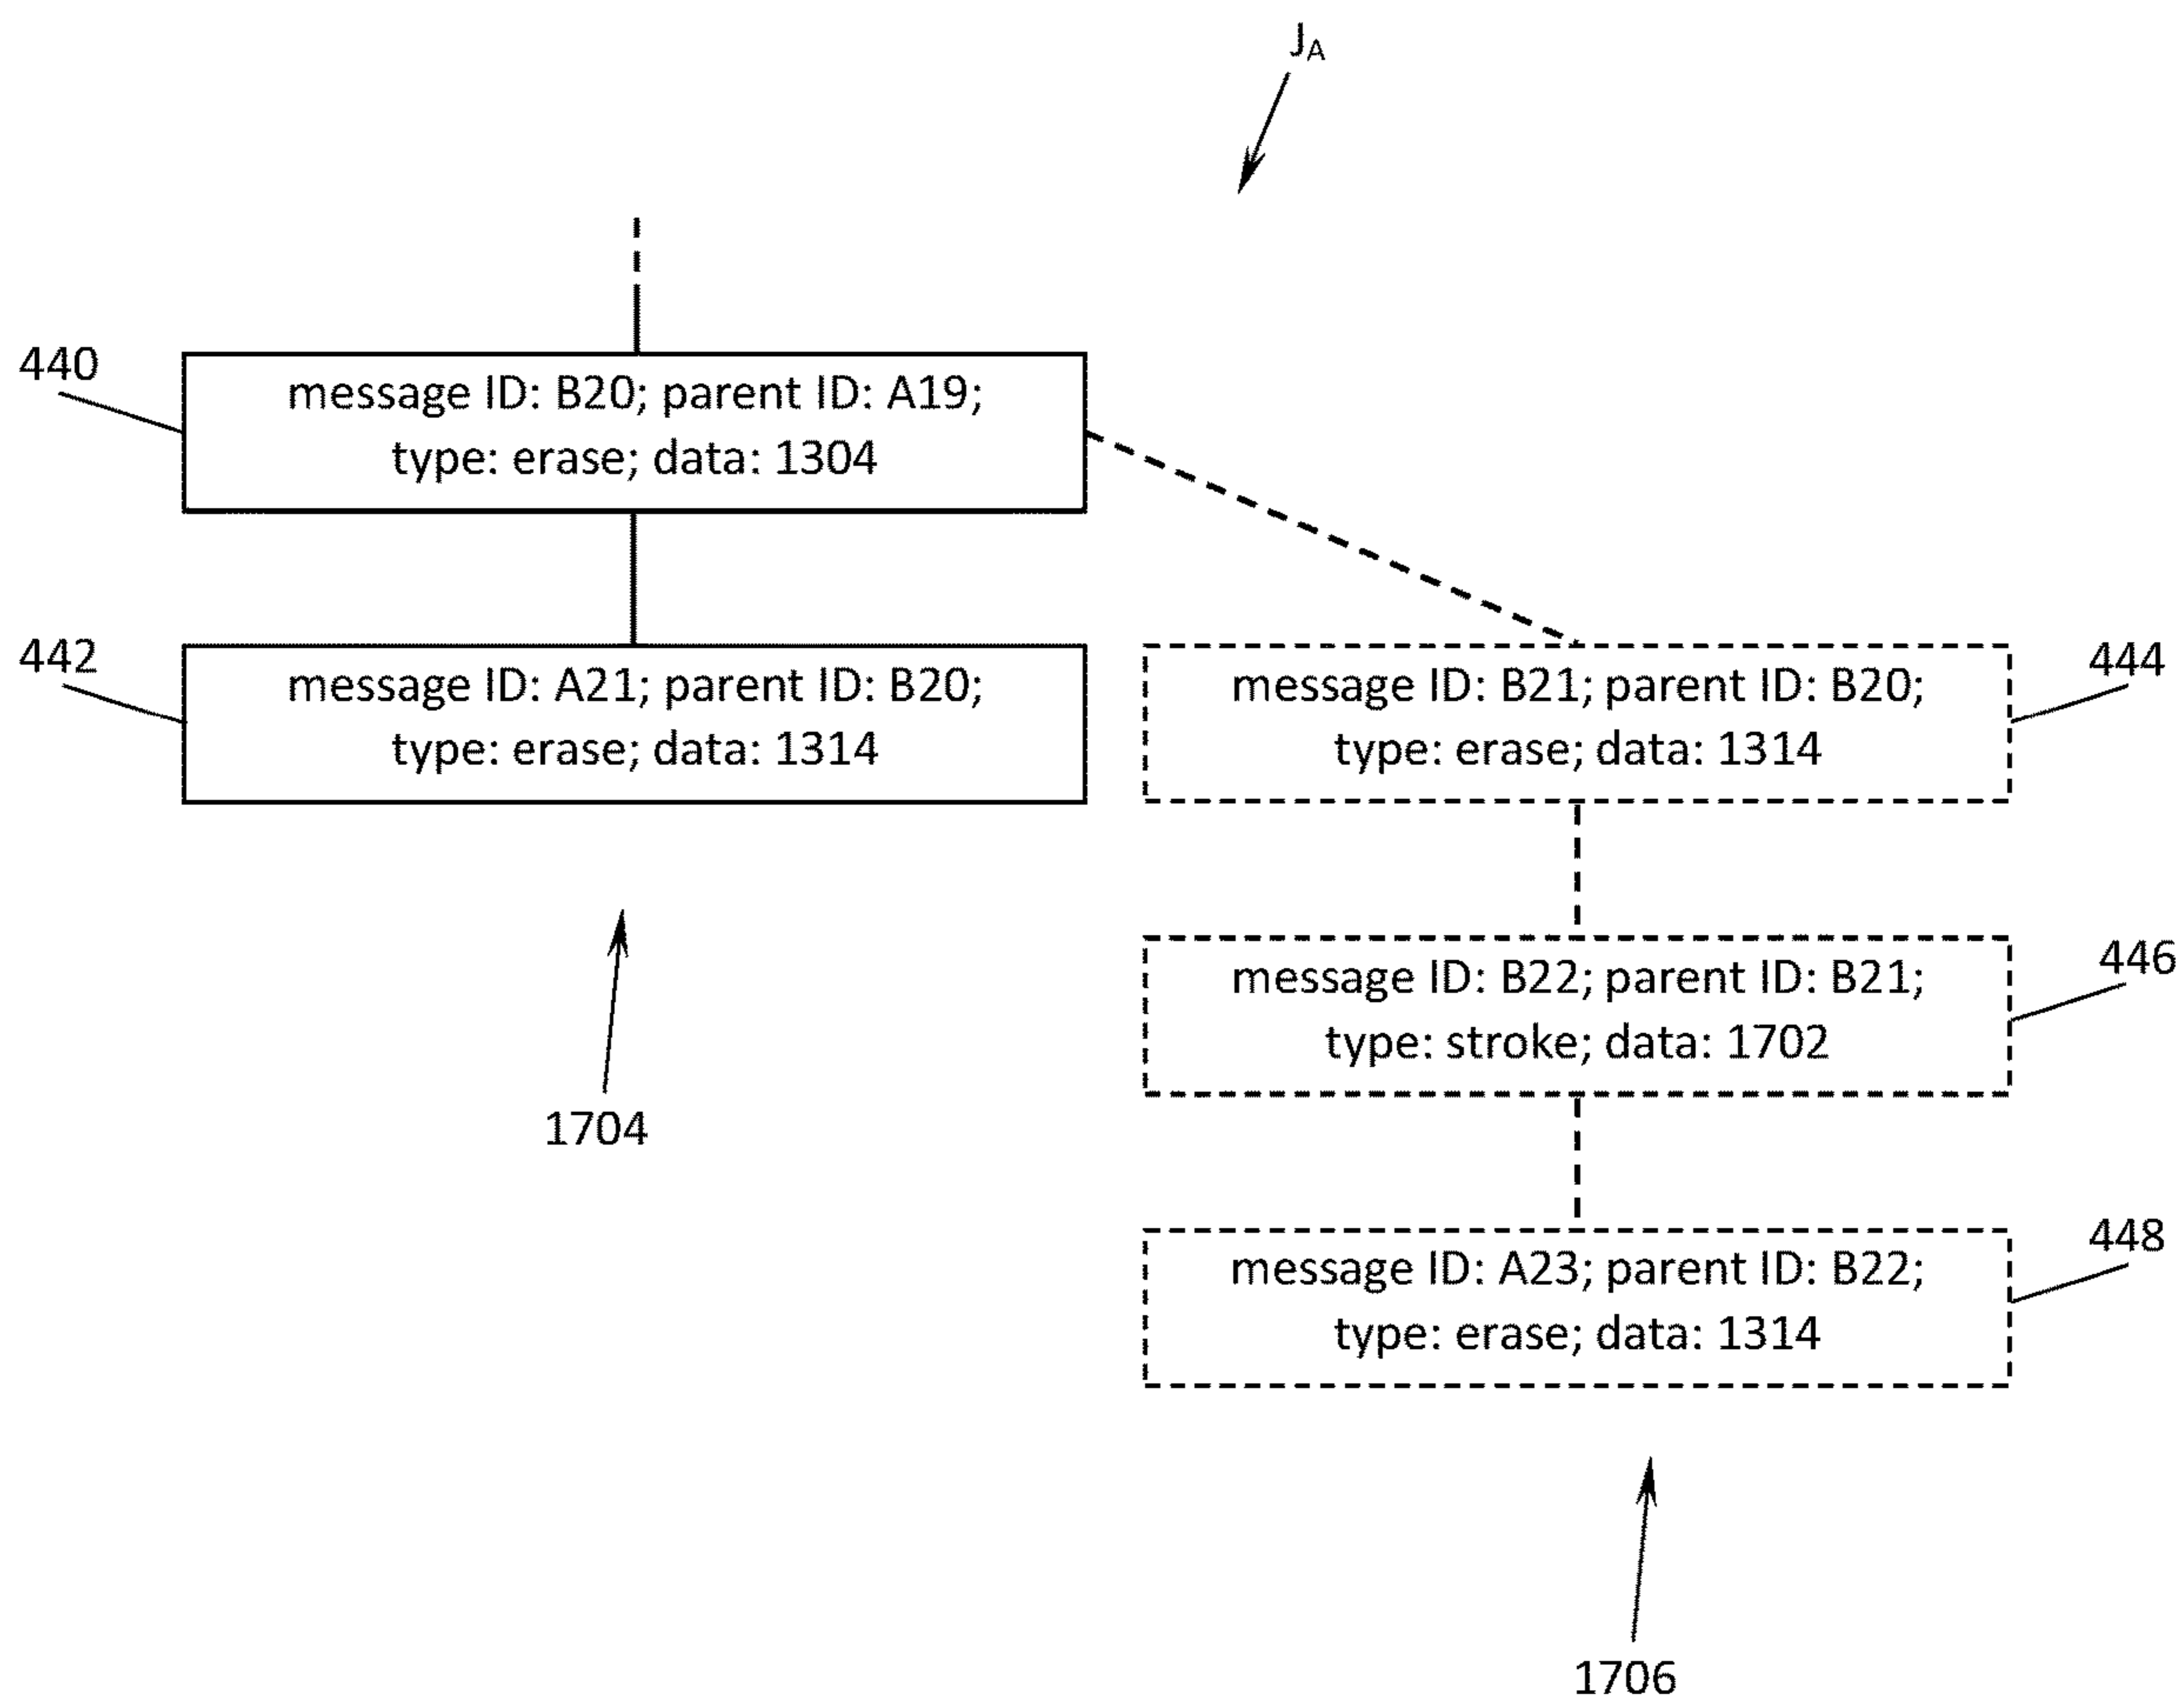 JA
440
message ID: B20; parent ID: A19;
type: erase; data: 1304
442
message ID: A21; parent ID: B20;
type: erase; data: 1314
444
message ID: B21; parent ID: B20;
type: erase; data: 1314
446
message ID: B22; parent ID: B21;
type: stroke; data: 1702
1704
448
message ID: A23; parent ID: B22;
type: erase; data: 1314
1706